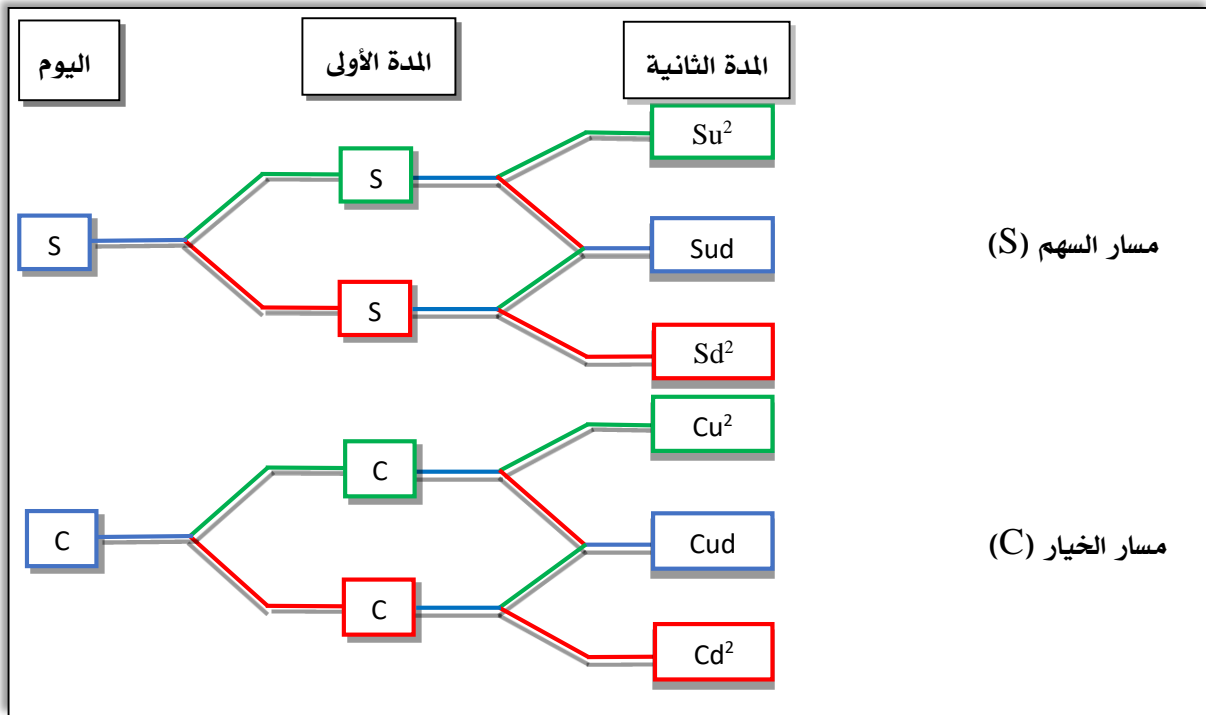 اليوم
المدة الأولى
المدة الثانية
Su²
S
S
Sud
مسار السهم (S)
S
Sd²
Cu²
C
C
Cud
مسار الخيار (C)
C
Cd²